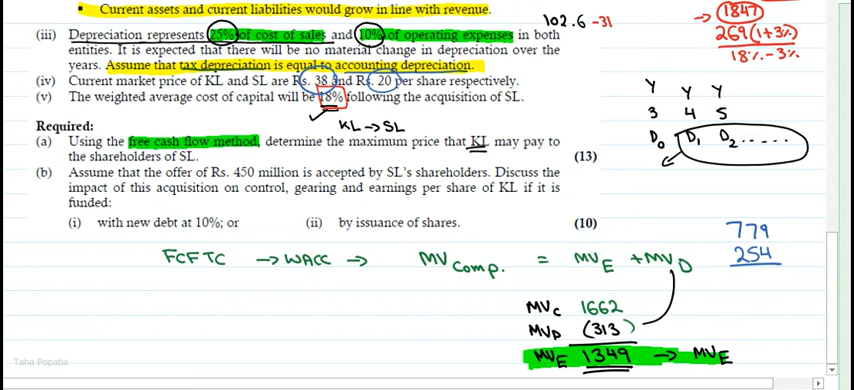 Current assets and current liabilities would grow in line with revenue.
(iii) Depreciation represents 25% of cost of sales and 10% of operating expenses in both
entities. It is expected that there will be no material change in depreciation over the
years. Assume that tax depreciation is equal to accounting depreciation.
(iv) Current market price of KL and SL are Rs. 38 and Rs. 20 per share respectively.
(v) The weighted average cost of capital will be 18% following the acquisition of SL.
102.6 -31
→ 1847
269(1+3%)
18% - 3%
Y Y Y
3 4 5
D0 D1 D2 .....
KL → SL
Required:
(a) Using the free cash flow method, determine the maximum price that KL may pay to
the shareholders of SL. (13)
(b) Assume that the offer of Rs. 450 million is accepted by SL's shareholders. Discuss the
impact of this acquisition on control, gearing and earnings per share of KL if it is
funded:
(i) with new debt at 10%; or (ii) by issuance of shares. (10)
779
254
FCFTC → WACC → MV comp. = MVE + MVD
MVC 1662
MVD (313)
MVE 1349 → MVE
Taha Popatia